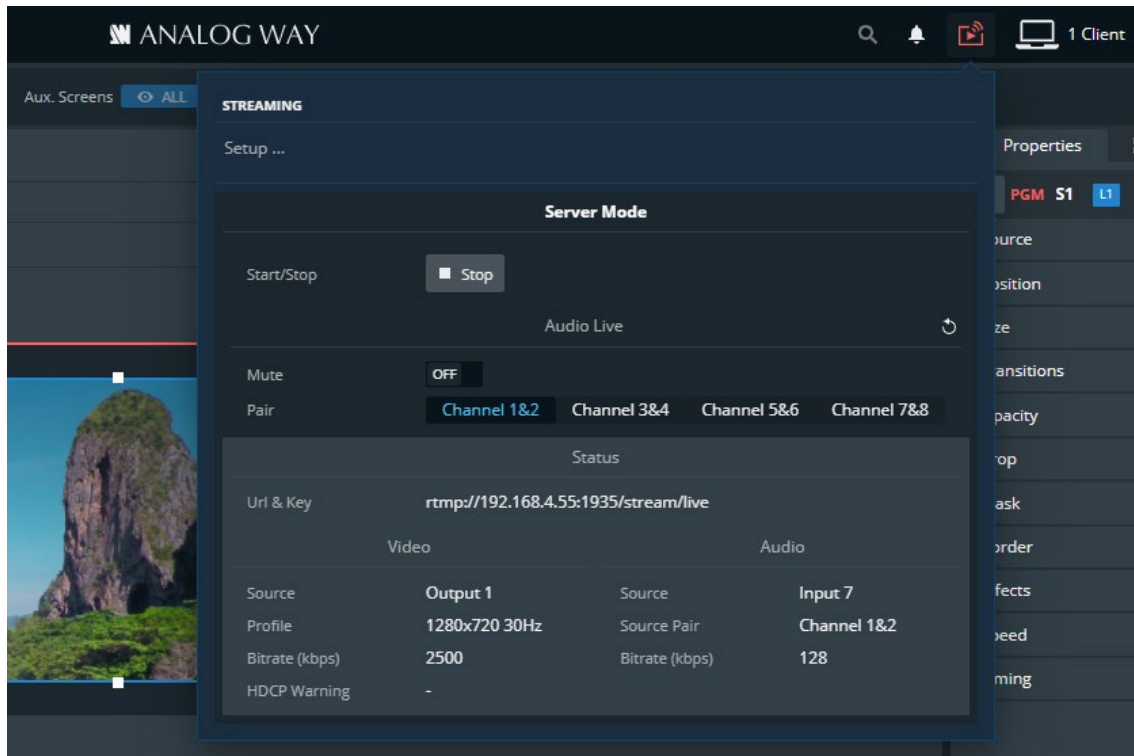 ANALOG WAY
1 Client
Aux. Screens ALL
STREAMING
Setup ...
Properties
PGM S1 L1
Server Mode
Start/Stop Stop
Audio Live
Mute OFF
Pair Channel 1&2 Channel 3&4 Channel 5&6 Channel 7&8
Status
Url & Key rtmp://192.168.4.55:1935/stream/live
Video Audio
Source Output 1 Source Input 7
Profile 1280x720 30Hz Source Pair Channel 1&2
Bitrate (kbps) 2500 Bitrate (kbps) 128
HDCP Warning -